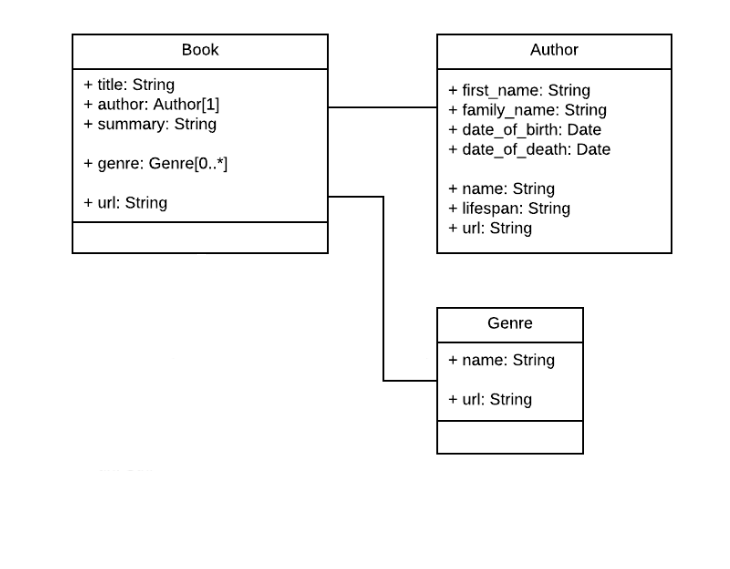 Book
+ title: String
+ author: Author[1]
+ summary: String
+ genre: Genre[0..*]
+ url: String
Author
+ first_name: String
+ family_name: String
+ date_of_birth: Date
+ date_of_death: Date
+ name: String
+ lifespan: String
+ url: String
Genre
+ name: String
+ url: String